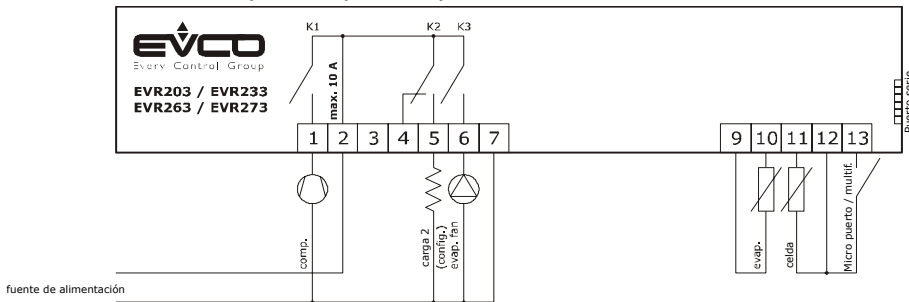 K1 K2 K3
EVCO
Every Control Group
EVR203 / EVR233
EVR263 / EVR273
max. 10 A
Puerto serie
1 2 3 4 5 6 7 9 10 11 12 13
comp.
carga 2
(config.)
evap. fan
evap.
celda
Micro puerto / multif.
fuente de alimentación